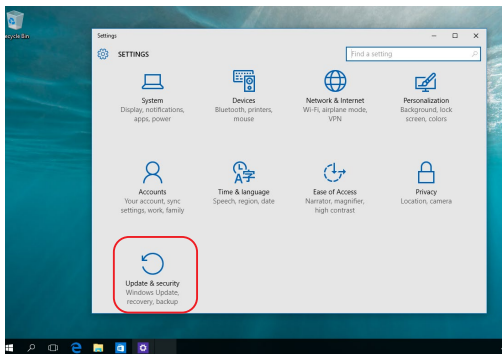 Recycle Bin
Settings
SETTINGS
Find a setting
System
Display, notifications,
apps, power
Devices
Bluetooth, printers,
mouse
Network & Internet
Wi-Fi, airplane mode,
VPN
Personalization
Background, lock
screen, colors
Accounts
Your account, sync
settings, work, family
Time & language
Speech, region, date
Ease of Access
Narrator, magnifier,
high contrast
Privacy
Location, camera
Update & security
Windows Update,
recovery, backup